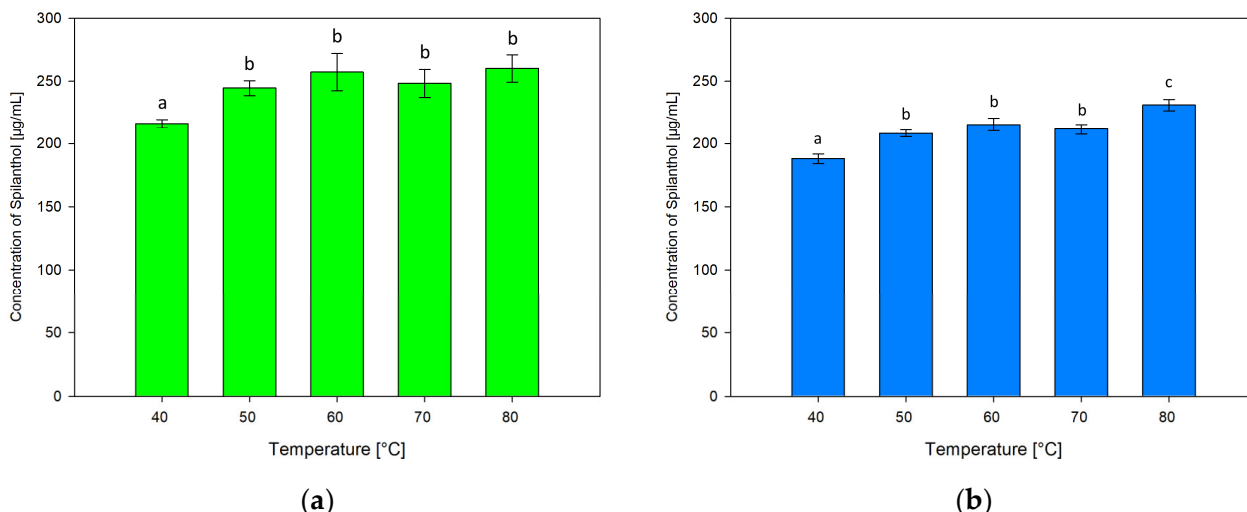 300
250
200
150
100
50
0
Concentration of Spilanthol [µg/mL]
a
b
b
b
b
40 50 60 70 80
Temperature [°C]
(a)
300
250
200
150
100
50
0
Concentration of Spilanthol [µg/mL]
a
b
b
b
c
40 50 60 70 80
Temperature [°C]
(b)